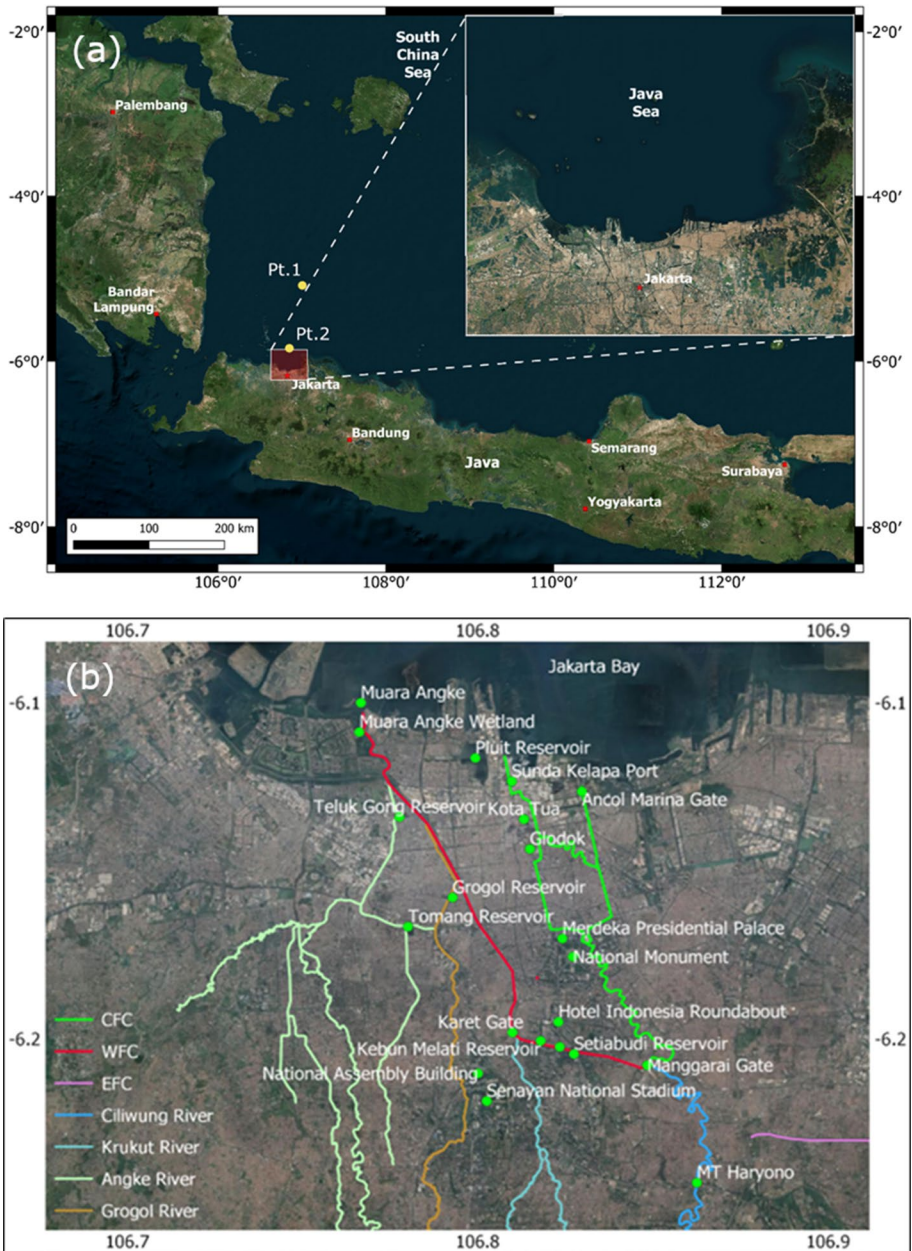 (a)
South
China
Sea
Java
Sea
Palembang
Pt.1
Bandar
Lampung
Pt.2
Jakarta
Jakarta
Bandung
Java
Semarang
Surabaya
Yogyakarta
0 100 200 km
-2°0' -2°0'
-4°0' -4°0'
-6°0' -6°0'
-8°0' -8°0'
106°0' 108°0' 110°0' 112°0'
106.7 106.8 106.9
(b)
Jakarta Bay
-6.1 -6.1
Muara Angke
Muara Angke Wetland
Pluit Reservoir
Sunda Kelapa Port
Ancol Marina Gate
Teluk Gong Reservoir
Kota Tua
Glodok
Grogol Reservoir
Tomang Reservoir
Merdeka Presidential Palace
National Monument
Hotel Indonesia Roundabout
Karet Gate
Setiabudi Reservoir
Kebun Melati Reservoir
Manggarai Gate
National Assembly Building
Senayan National Stadium
MT Haryono
-6.2 -6.2
CFC
WFC
EFC
Ciliwung River
Krukut River
Angke River
Grogol River
106.7 106.8 106.9